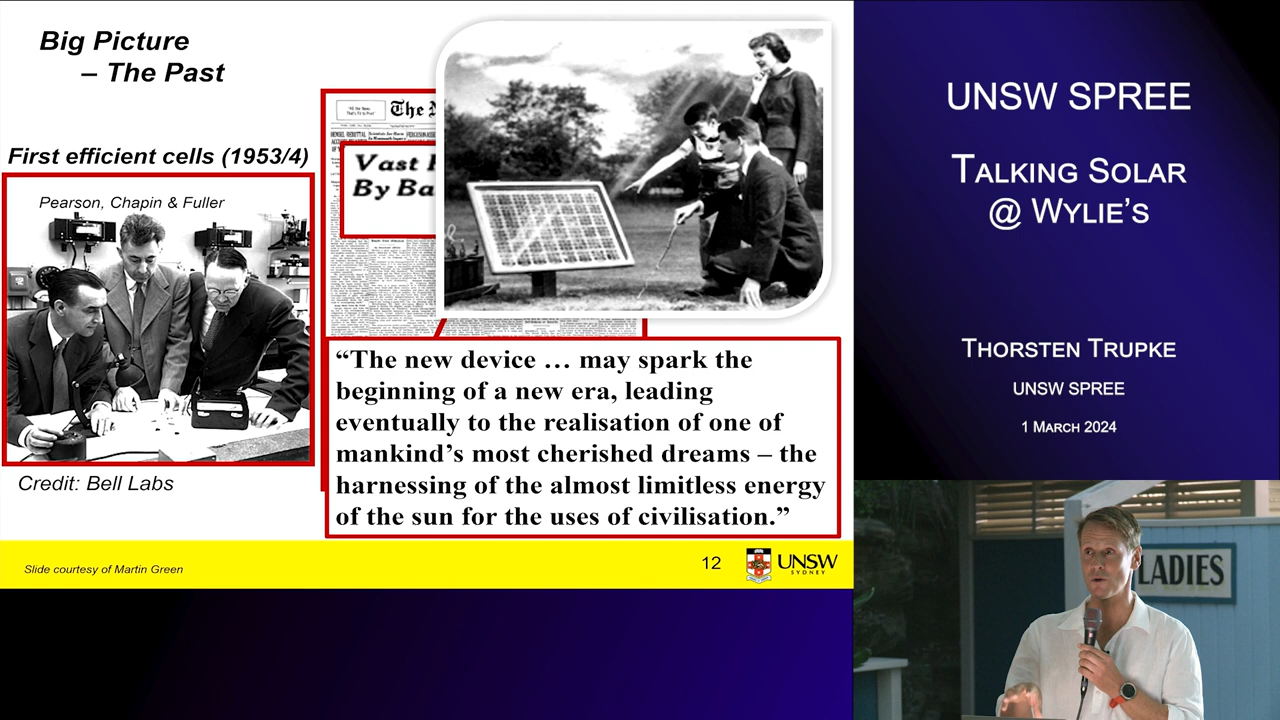 Big Picture
– The Past
First efficient cells (1953/4)
Pearson, Chapin & Fuller
Credit: Bell Labs
The
Vast
By Ba
“The new device … may spark the
beginning of a new era, leading
eventually to the realisation of one of
mankind’s most cherished dreams – the
harnessing of the almost limitless energy
of the sun for the uses of civilisation.”
Slide courtesy of Martin Green
12
UNSW
SYDNEY
UNSW SPREE
Talking Solar
@ Wylie’s
Thorsten Trupke
UNSW SPREE
1 March 2024
LADIES